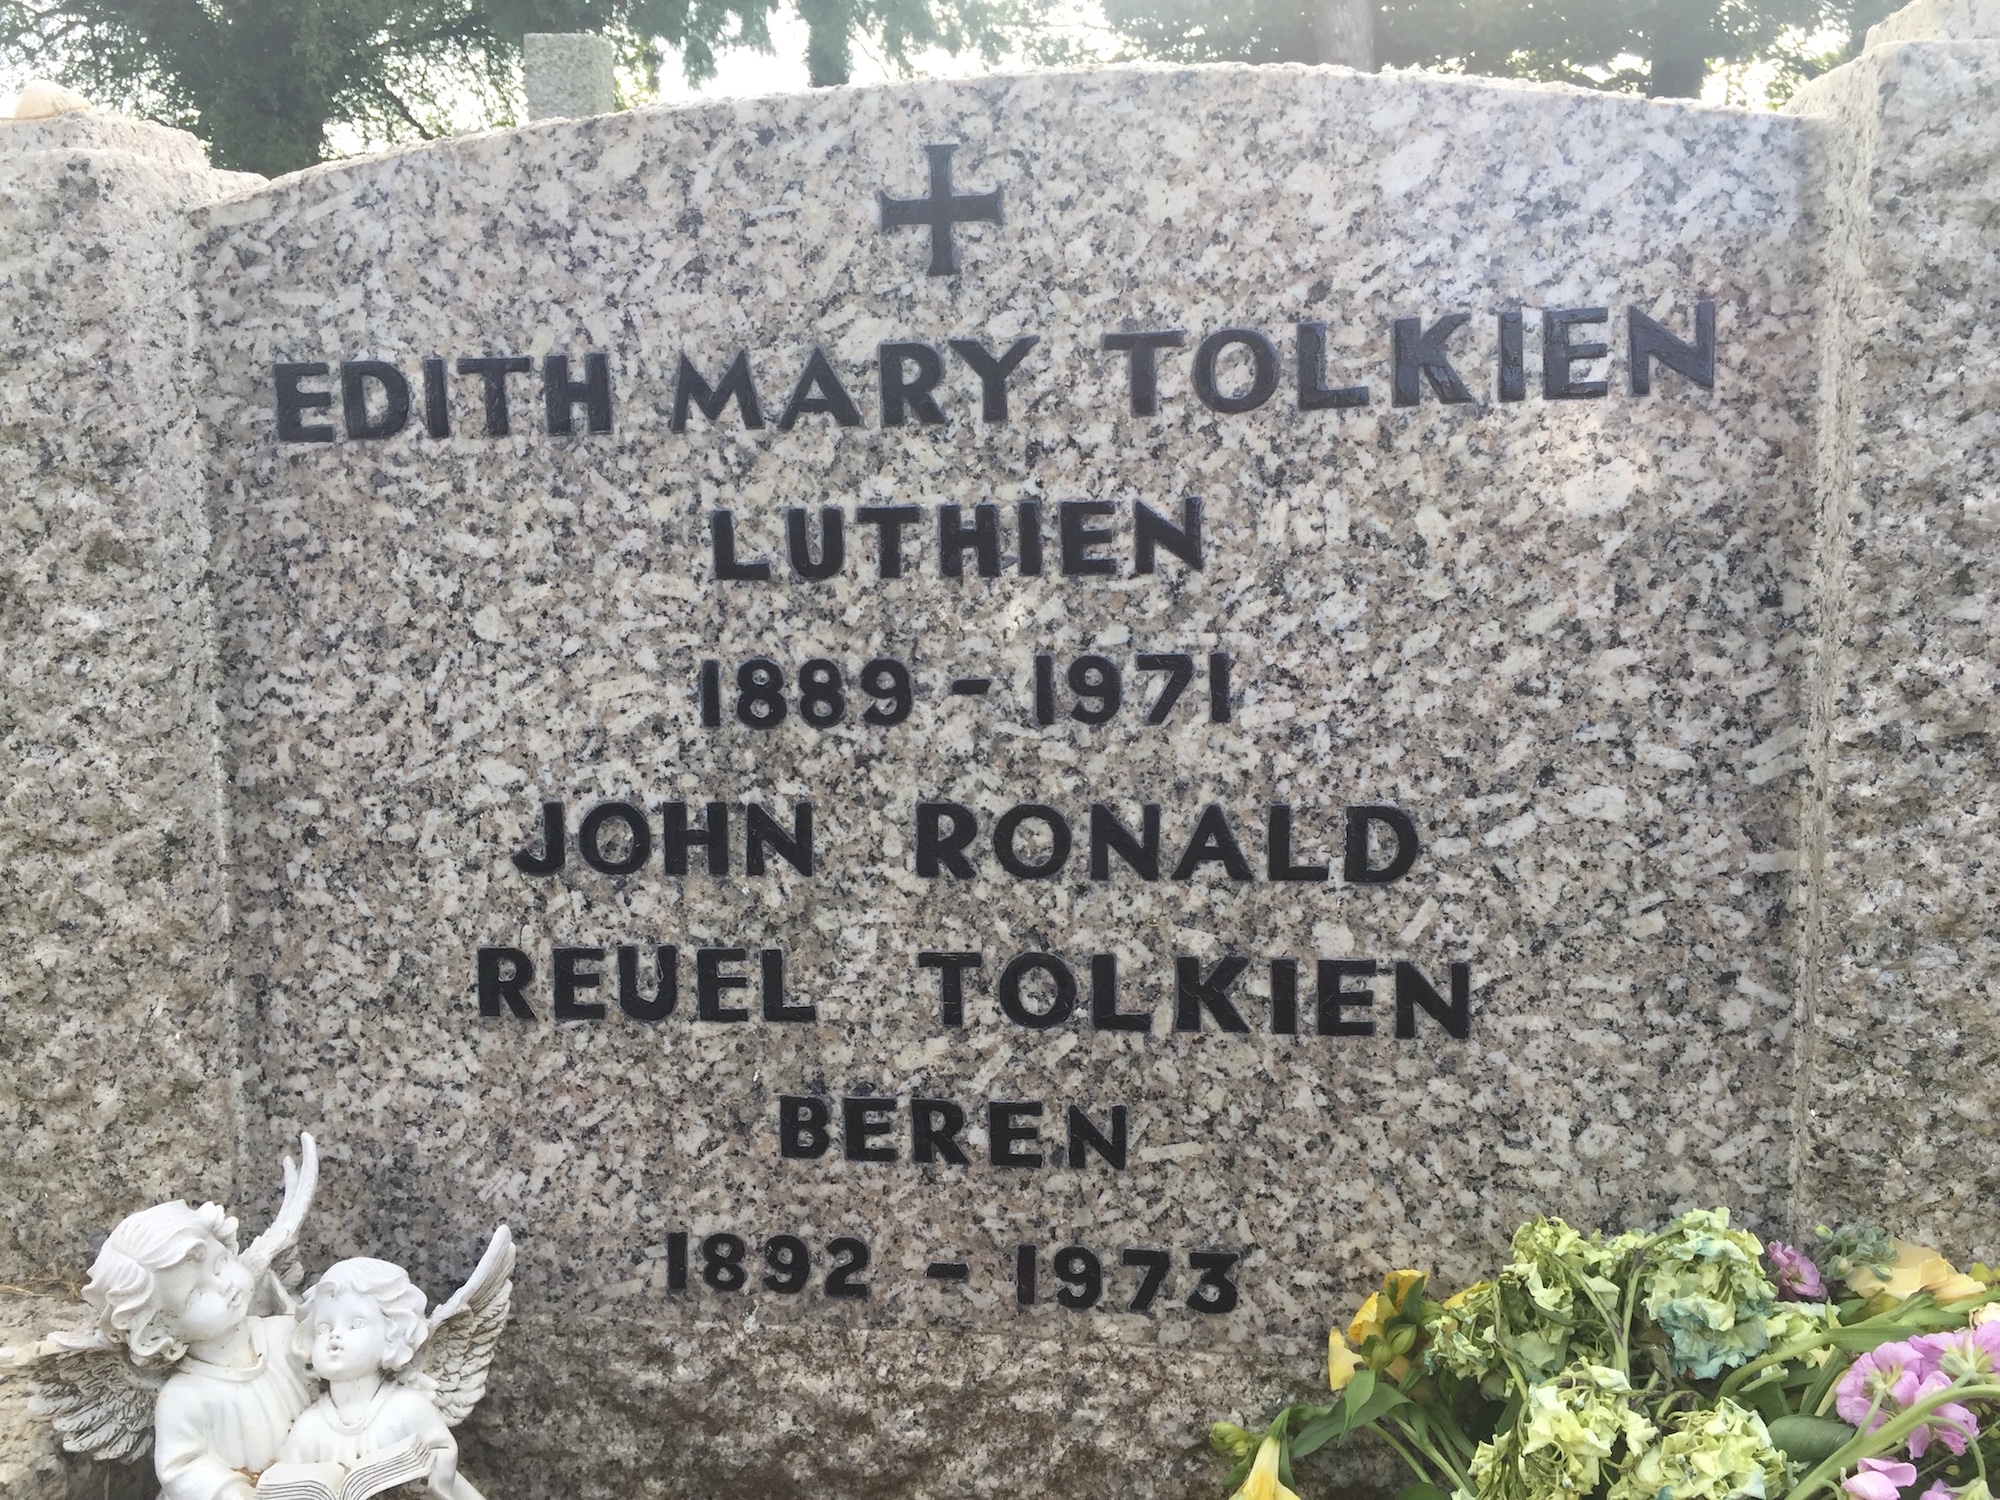 EDITH MARY TOLKIEN
LUTHIEN
1889 - 1971
JOHN RONALD
REUEL TOLKIEN
BEREN
1892 - 1973